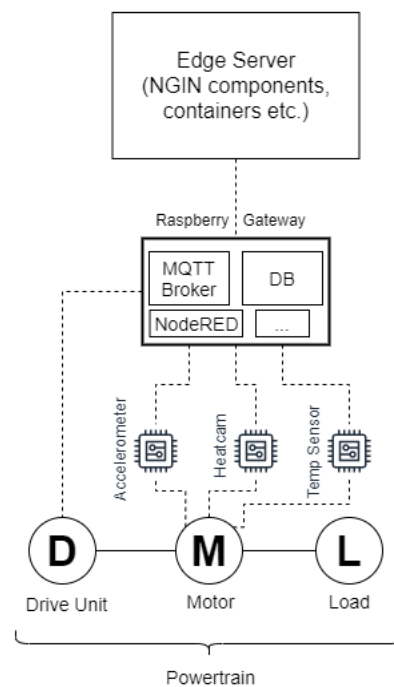 Edge Server
(NGIN components,
containers etc.)
Raspberry Gateway
MQTT
Broker
DB
NodeRED
...
Accelerometer
Heatcam
Temp Sensor
D
M
L
Drive Unit
Motor
Load
Powertrain